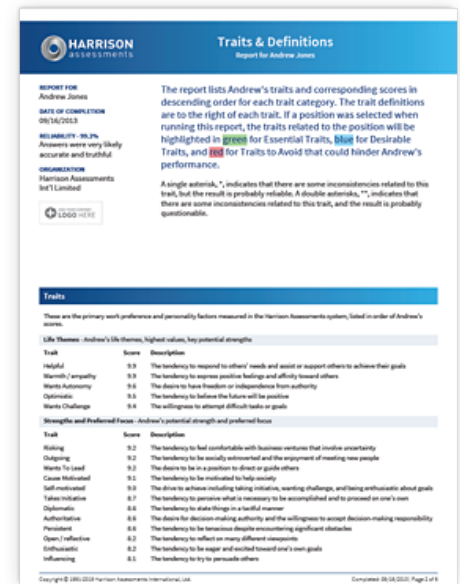 HARRISON
assessments
Traits & Definitions
Report for Andrew Jones
REPORT FOR
Andrew Jones
DATE OF COMPLETION
09/16/2013
RELIABILITY - 99.2%
Answers were very likely
accurate and truthful
ORGANIZATION
Harrison Assessments
Int'l Limited
LOGO HERE
The report lists Andrew's traits and corresponding scores in
descending order for each trait category. The trait definitions
are to the right of each trait. If a position was selected when
running this report, the traits related to the position will be
highlighted in green for Essential Traits, blue for Desirable
Traits, and red for Traits to Avoid that could hinder Andrew's
performance.
A single asterisk, *, indicates that there are some inconsistencies related to this
trait, but the result is probably reliable. A double asterisks, **, indicates that
there are some inconsistencies related to this trait, and the result is probably
questionable.
Traits
These are the primary work preference and personality factors measured in the Harrison Assessments system, listed in order of Andrew's
scores.
Life Themes - Andrew's life themes, highest values, key potential strengths
Trait Score Description
Helpful 9.9 The tendency to respond to others' needs and assist or support others to achieve their goals
Warmth / empathy 9.9 The tendency to express positive feelings and affinity toward others
Wants Autonomy 9.6 The desire to have freedom or independence from authority
Optimistic 9.5 The tendency to believe the future will be positive
Wants Challenge 9.4 The willingness to attempt difficult tasks or goals
Strengths and Preferred Focus - Andrew's potential strength and preferred focus
Trait Score Description
Risking 9.2 The tendency to feel comfortable with business ventures that involve uncertainty
Outgoing 9.2 The tendency to be socially extroverted and the enjoyment of meeting new people
Wants To Lead 9.2 The desire to be in a position to direct or guide others
Cause Motivated 9.1 The tendency to be motivated to help society
Self-motivated 9.0 The drive to achieve including taking initiative, wanting challenge, and being enthusiastic about goals
Takes Initiative 8.7 The tendency to perceive what is necessary to be accomplished and to proceed on one's own
Diplomatic 8.6 The tendency to state things in a tactful manner
Authoritative 8.6 The desire for decision-making authority and the willingness to accept decision-making responsibility
Persistent 8.6 The tendency to be tenacious despite encountering significant obstacles
Open / reflective 8.2 The tendency to reflect on many different viewpoints
Enthusiastic 8.2 The tendency to be eager and excited toward one's own goals
Influencing 8.1 The tendency to try to persuade others
Copyright © 1991-2016 Harrison Assessments International, Ltd. Completed: 09/16/2013; Page 2 of 9